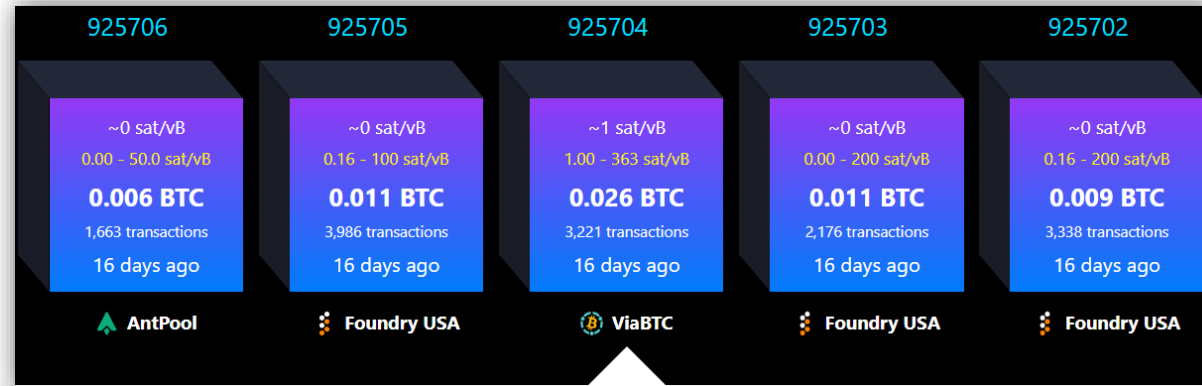 925706
~0 sat/vB
0.00 - 50.0 sat/vB
0.006 BTC
1,663 transactions
16 days ago
AntPool
925705
~0 sat/vB
0.16 - 100 sat/vB
0.011 BTC
3,986 transactions
16 days ago
Foundry USA
925704
~1 sat/vB
1.00 - 363 sat/vB
0.026 BTC
3,221 transactions
16 days ago
ViaBTC
925703
~0 sat/vB
0.00 - 200 sat/vB
0.011 BTC
2,176 transactions
16 days ago
Foundry USA
925702
~0 sat/vB
0.16 - 200 sat/vB
0.009 BTC
3,338 transactions
16 days ago
Foundry USA